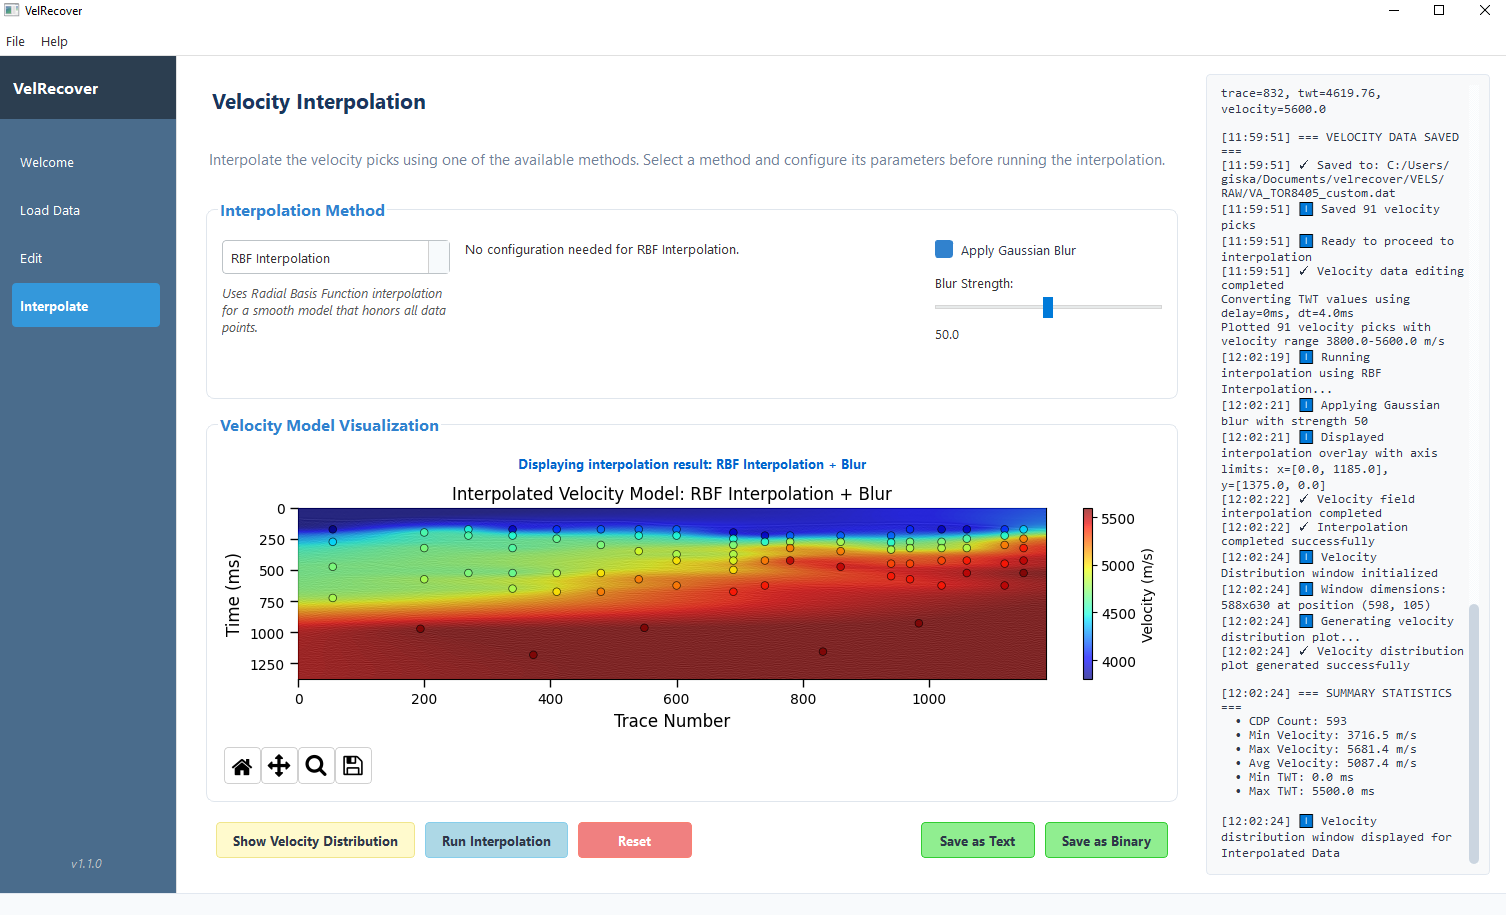 VelRecover
File Help
VelRecover
Welcome
Load Data
Edit
Interpolate
v1.1.0
Velocity Interpolation
Interpolate the velocity picks using one of the available methods. Select a method and configure its parameters before running the interpolation.
Interpolation Method
RBF Interpolation
Uses Radial Basis Function interpolation
for a smooth model that honors all data
points.
No configuration needed for RBF Interpolation.
Apply Gaussian Blur
Blur Strength:
50.0
Velocity Model Visualization
Displaying interpolation result: RBF Interpolation + Blur
Interpolated Velocity Model: RBF Interpolation + Blur
Time (ms)
0
250
500
750
1000
1250
0 200 400 600 800 1000
Trace Number
5500
5000
4500
4000
Velocity (m/s)
Show Velocity Distribution
Run Interpolation
Reset
Save as Text
Save as Binary
trace=832, twt=4619.76,
velocity=5600.0
[11:59:51] === VELOCITY DATA SAVED
===
[11:59:51] ✓ Saved to: C:/Users/
giska/Documents/velrecover/VELS/
RAW/VA_TOR8405_custom.dat
[11:59:51] ℹ Saved 91 velocity
picks
[11:59:51] ℹ Ready to proceed to
interpolation
[11:59:51] ✓ Velocity data editing
completed
Converting TWT values using
delay=0ms, dt=4.0ms
Plotted 91 velocity picks with
velocity range 3800.0-5600.0 m/s
[12:02:19] ℹ Running
interpolation using RBF
Interpolation...
[12:02:21] ℹ Applying Gaussian
blur with strength 50
[12:02:21] ℹ Displayed
interpolation overlay with axis
limits: x=[0.0, 1185.0],
y=[1375.0, 0.0]
[12:02:22] ✓ Velocity field
interpolation completed
[12:02:22] ✓ Interpolation
completed successfully
[12:02:24] ℹ Velocity
Distribution window initialized
[12:02:24] ℹ Window dimensions:
588x630 at position (598, 105)
[12:02:24] ℹ Generating velocity
distribution plot...
[12:02:24] ✓ Velocity distribution
plot generated successfully
[12:02:24] === SUMMARY STATISTICS
===
• CDP Count: 593
• Min Velocity: 3716.5 m/s
• Max Velocity: 5681.4 m/s
• Avg Velocity: 5087.4 m/s
• Min TWT: 0.0 ms
• Max TWT: 5500.0 ms
[12:02:24] ℹ Velocity
distribution window displayed for
Interpolated Data